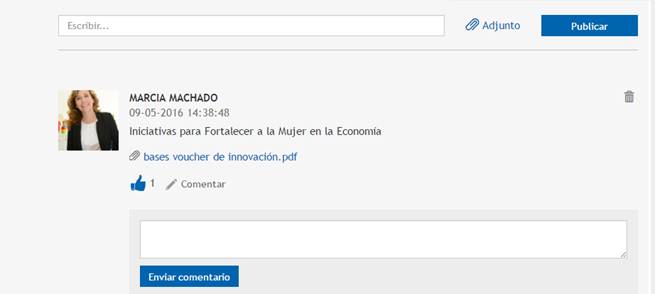 Escribir...
Adjunto
Publicar
MARCIA MACHADO
09-05-2016 14:38:48
Iniciativas para Fortalecer a la Mujer en la Economía
bases voucher de innovación.pdf
1 Comentar
Enviar comentario